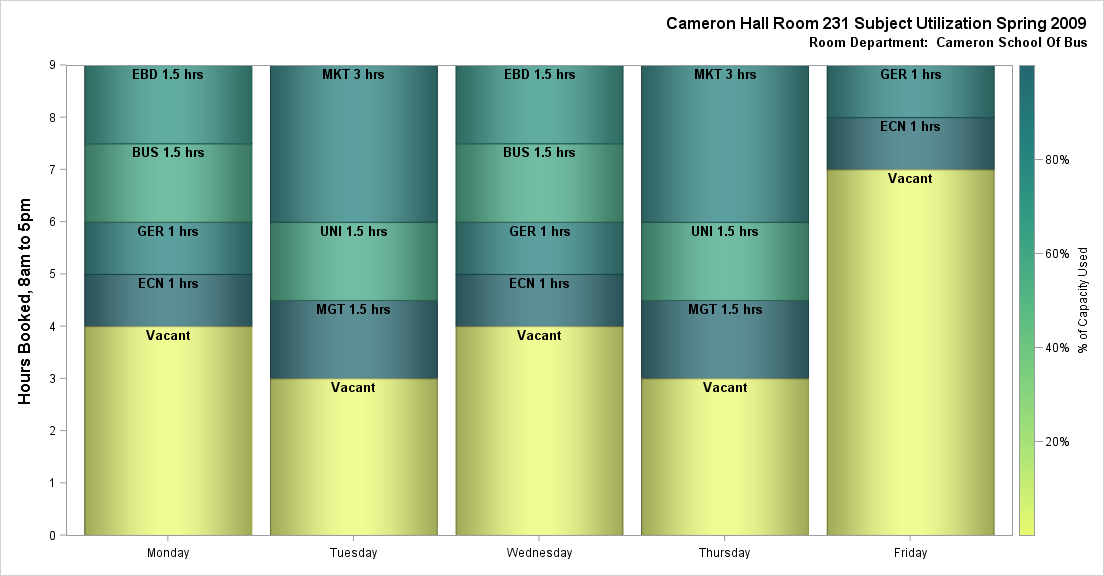 Cameron Hall Room 231 Subject Utilization Spring 2009
Room Department:  Cameron School Of Bus
Hours Booked, 8am to 5pm
9
8
7
6
5
4
3
2
1
0
EBD 1.5 hrs
BUS 1.5 hrs
GER 1 hrs
ECN 1 hrs
Vacant
MKT 3 hrs
UNI 1.5 hrs
MGT 1.5 hrs
Vacant
EBD 1.5 hrs
BUS 1.5 hrs
GER 1 hrs
ECN 1 hrs
Vacant
MKT 3 hrs
UNI 1.5 hrs
MGT 1.5 hrs
Vacant
GER 1 hrs
ECN 1 hrs
Vacant
Monday
Tuesday
Wednesday
Thursday
Friday
80%
60%
40%
20%
% of Capacity Used